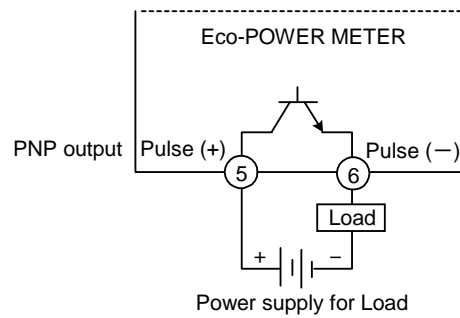 Eco-POWER METER
PNP output
Pulse (+)
Pulse (−)
5
6
Load
+
−
Power supply for Load